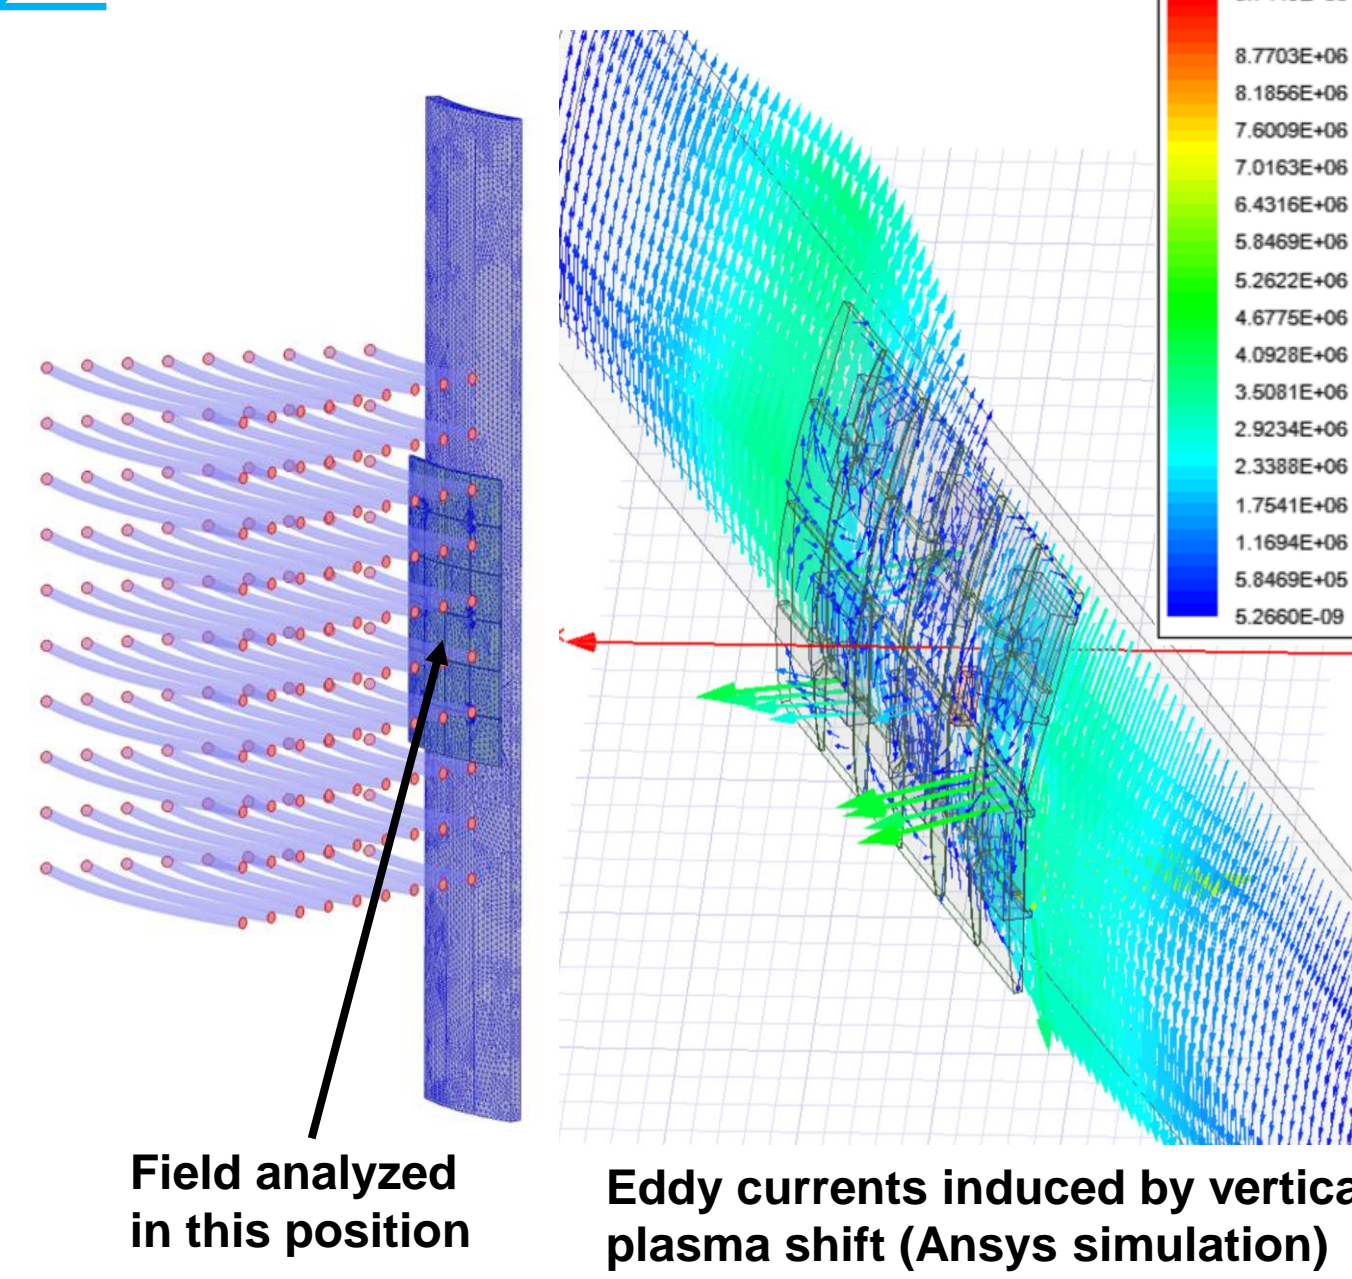 8.7703E+06
8.1856E+06
7.6009E+06
7.0163E+06
6.4316E+06
5.8469E+06
5.2622E+06
4.6775E+06
4.0928E+06
3.5081E+06
2.9234E+06
2.3388E+06
1.7541E+06
1.1694E+06
5.8469E+05
5.2660E-09
Field analyzed
in this position
Eddy currents induced by vertica
plasma shift (Ansys simulation)